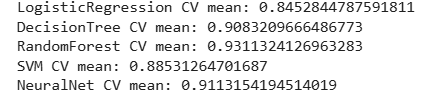 LogisticRegression CV mean: 0.8452844787591811
DecisionTree CV mean: 0.9083209666486773
RandomForest CV mean: 0.9311324126963283
SVM CV mean: 0.88531264701687
NeuralNet CV mean: 0.9113154194514019